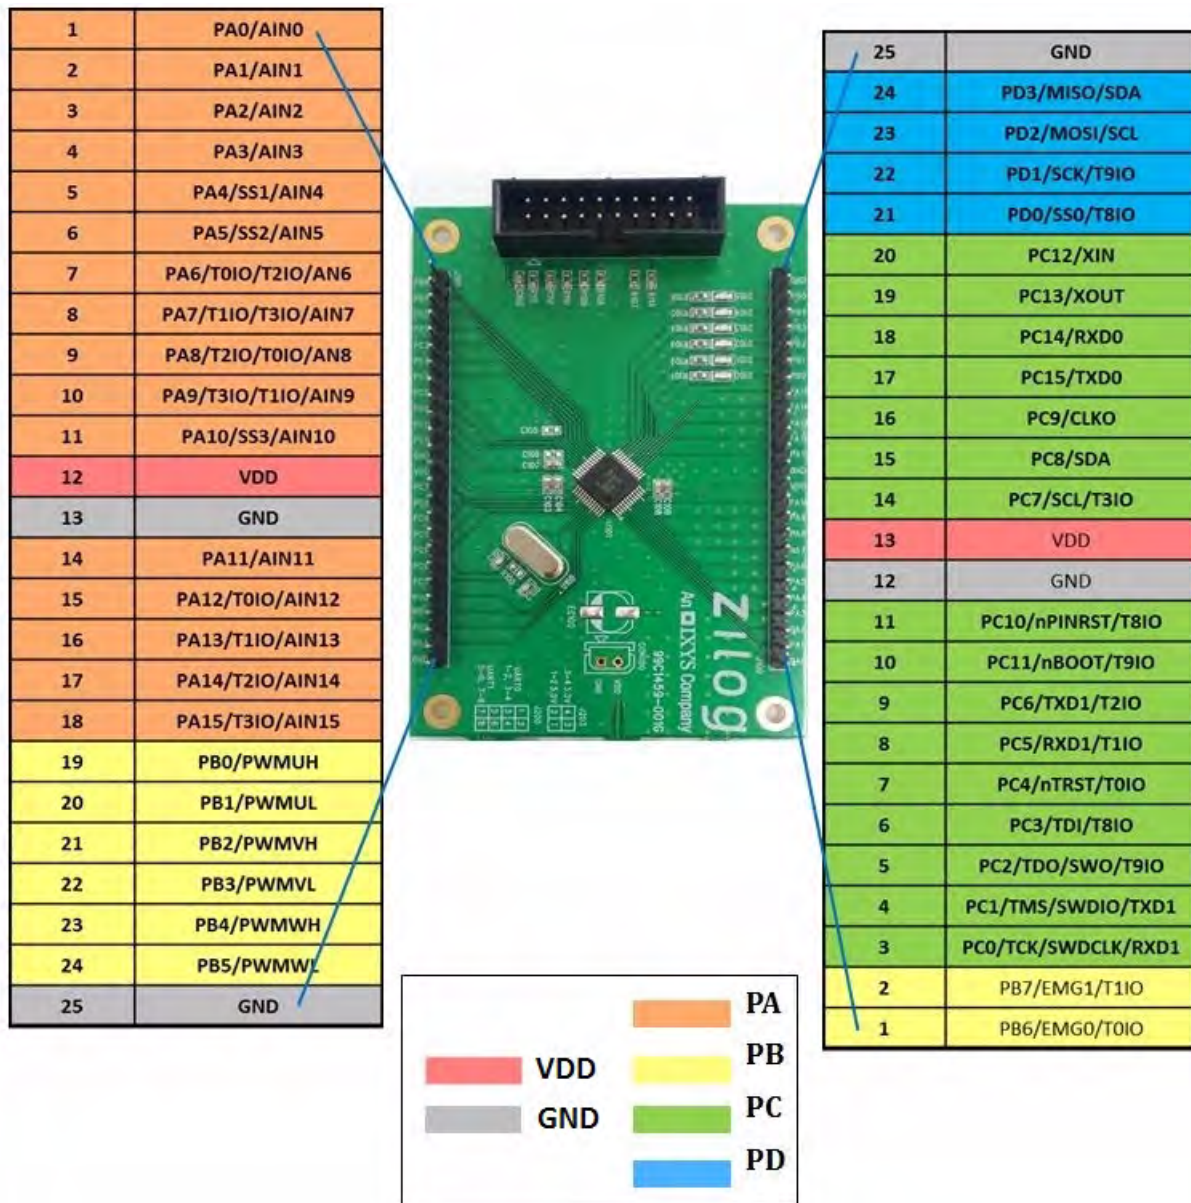 1 PA0/AIN0
2 PA1/AIN1
3 PA2/AIN2
4 PA3/AIN3
5 PA4/SS1/AIN4
6 PA5/SS2/AIN5
7 PA6/T0IO/T2IO/AN6
8 PA7/T1IO/T3IO/AIN7
9 PA8/T2IO/T0IO/AN8
10 PA9/T3IO/T1IO/AIN9
11 PA10/SS3/AIN10
12 VDD
13 GND
14 PA11/AIN11
15 PA12/T0IO/AIN12
16 PA13/T1IO/AIN13
17 PA14/T2IO/AIN14
18 PA15/T3IO/AIN15
19 PB0/PWMUH
20 PB1/PWMUL
21 PB2/PWMVH
22 PB3/PWMVL
23 PB4/PWMWH
24 PB5/PWMWL
25 GND
zilog
An IXYS Company
99C1459-001G
25 GND
24 PD3/MISO/SDA
23 PD2/MOSI/SCL
22 PD1/SCK/T9IO
21 PD0/SS0/T8IO
20 PC12/XIN
19 PC13/XOUT
18 PC14/RXD0
17 PC15/TXD0
16 PC9/CLKO
15 PC8/SDA
14 PC7/SCL/T3IO
13 VDD
12 GND
11 PC10/nPINRST/T8IO
10 PC11/nBOOT/T9IO
9 PC6/TXD1/T2IO
8 PC5/RXD1/T1IO
7 PC4/nTRST/T0IO
6 PC3/TDI/T8IO
5 PC2/TDO/SWO/T9IO
4 PC1/TMS/SWDIO/TXD1
3 PC0/TCK/SWDCLK/RXD1
2 PB7/EMG1/T1IO
1 PB6/EMG0/T0IO
VDD
GND
PA
PB
PC
PD